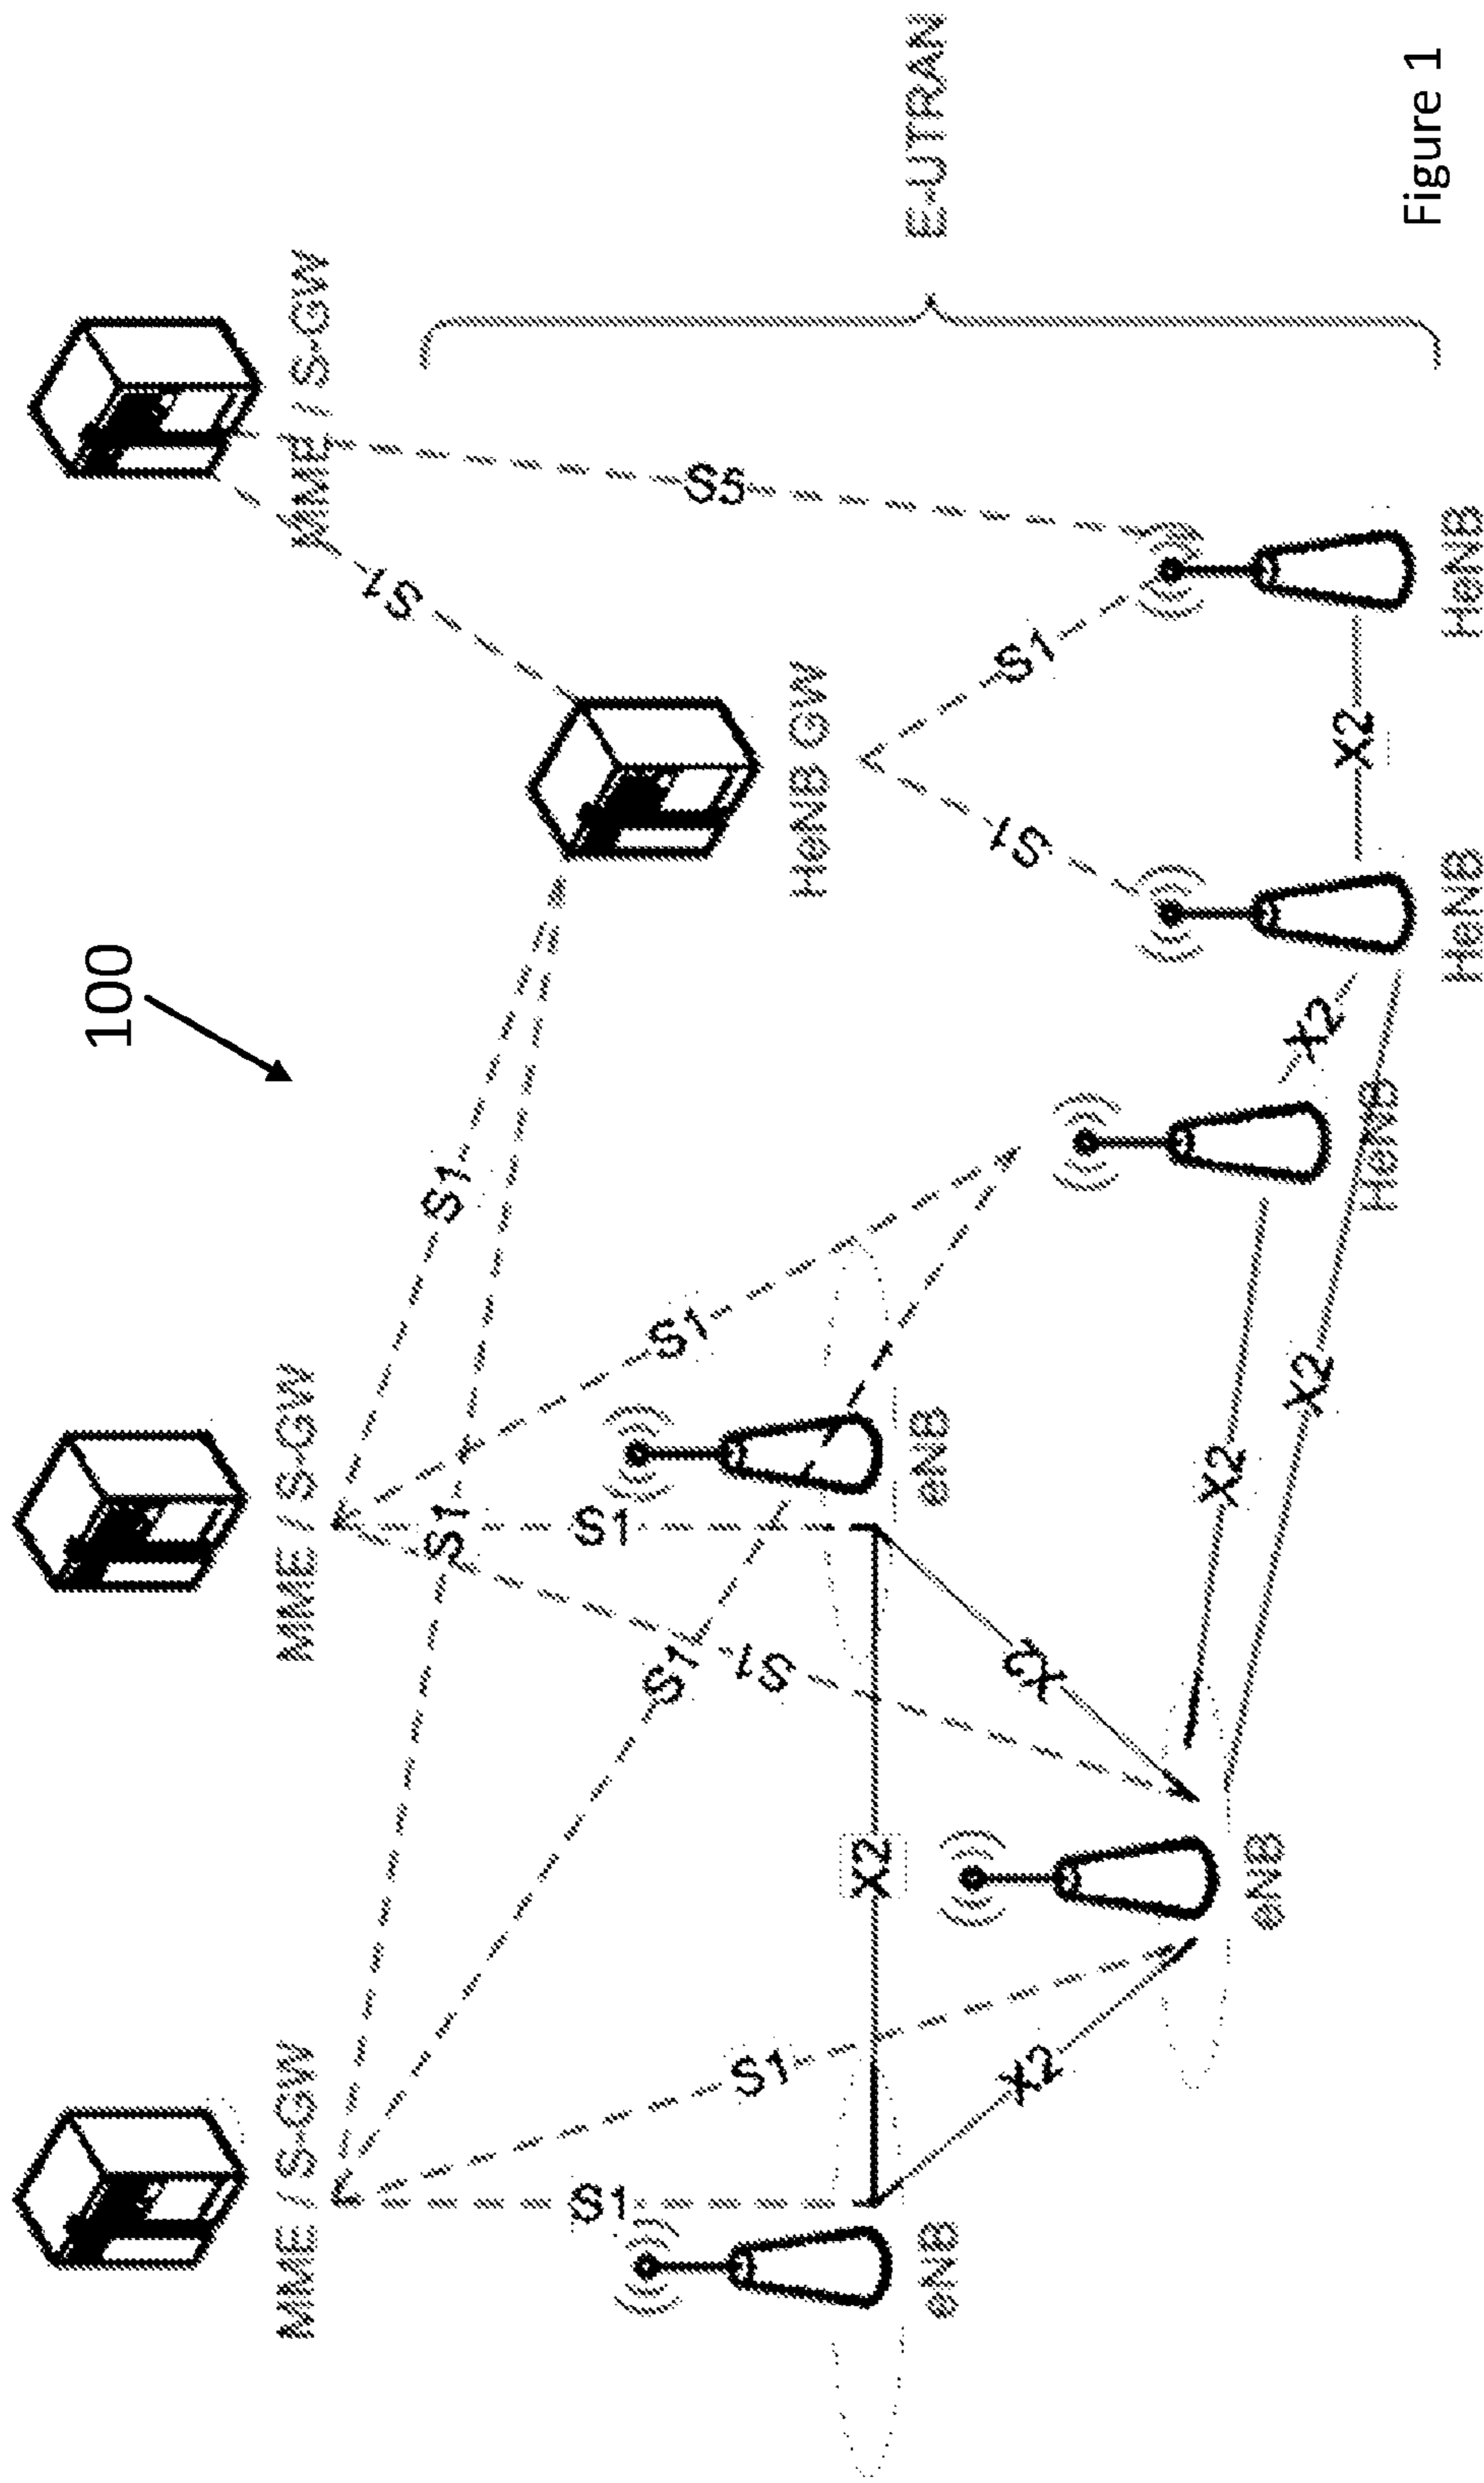 100
MME / S-GW
MME / S-GW
MME / S-GW
S1
S1
S1
S1
S1
S1
S1
S5
S1
S1
HeNB GW
X2
E-UTRAN
eNB
eNB
S1
S1
X2
X2
X2
eNB
X2
X2
X2
HeNB
HeNB
HeNB
Figure 1